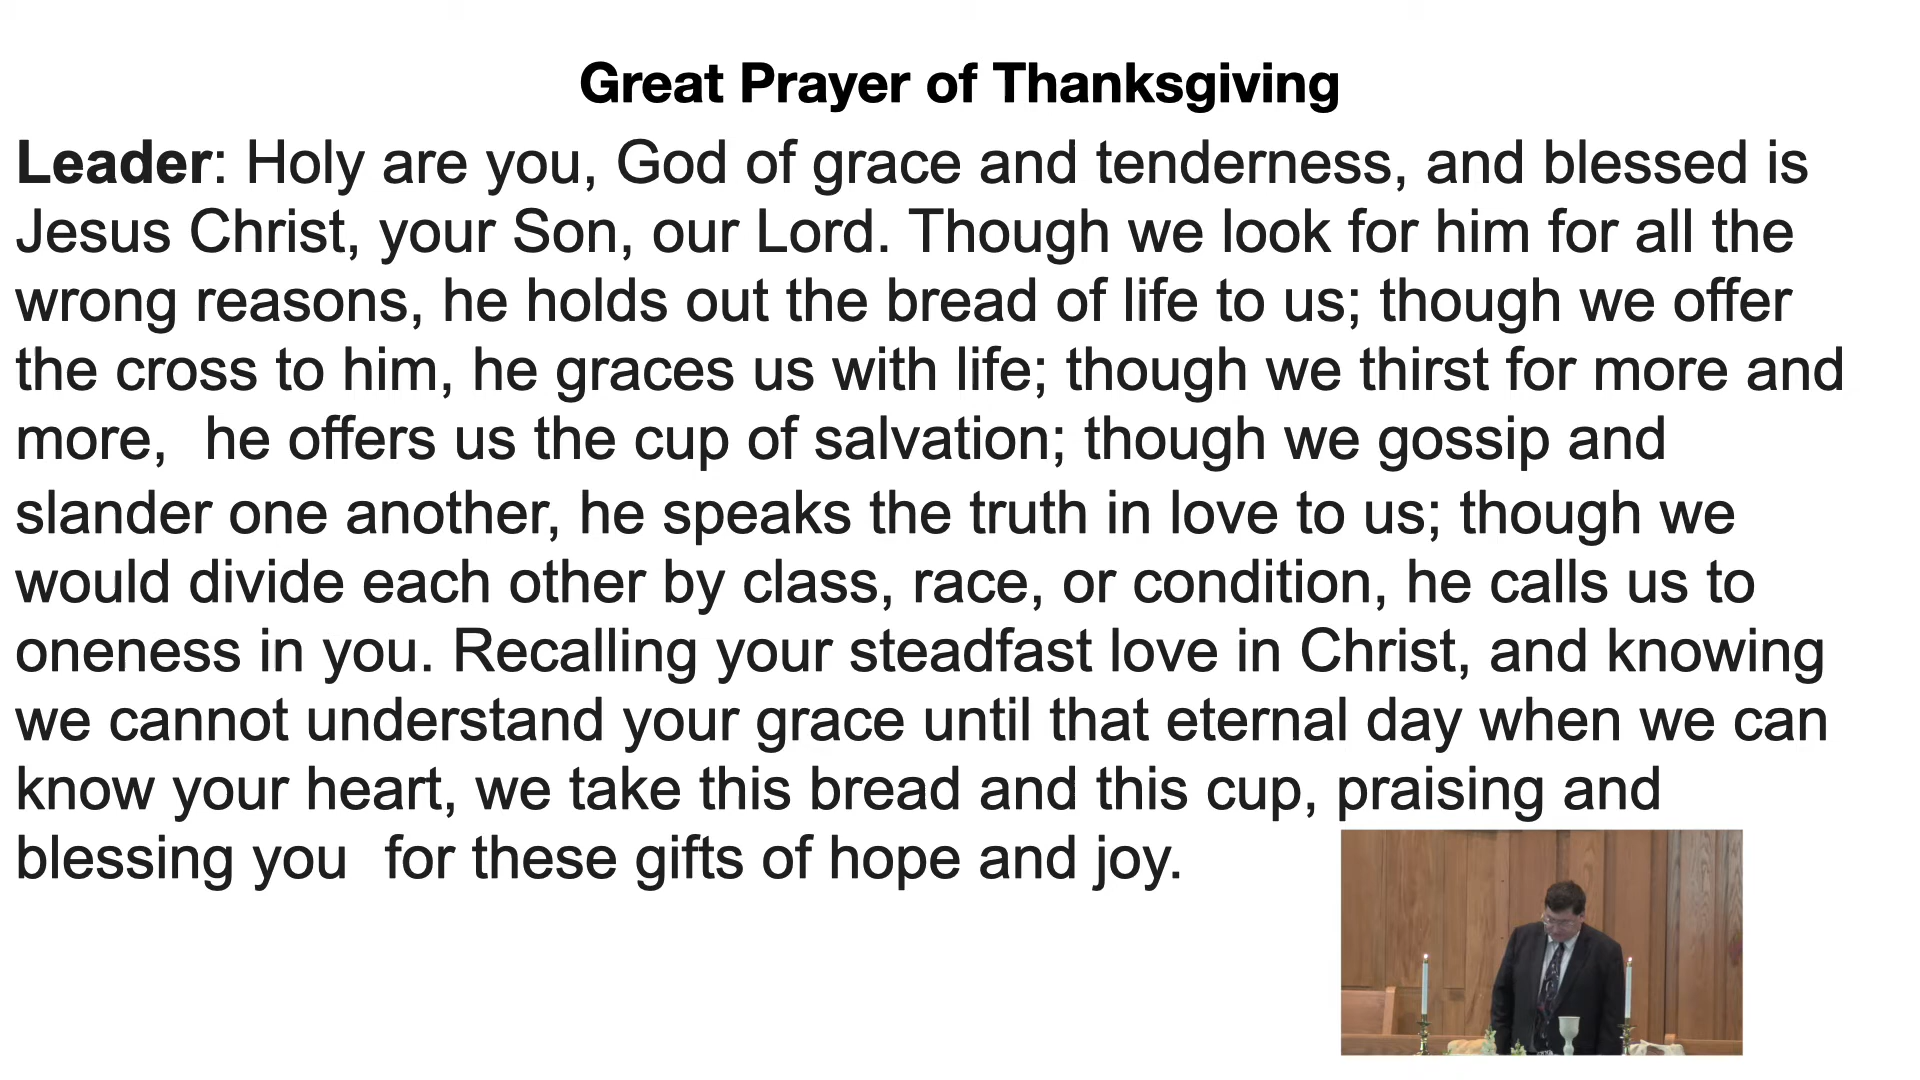 Great Prayer of Thanksgiving
Leader: Holy are you, God of grace and tenderness, and blessed is
Jesus Christ, your Son, our Lord. Though we look for him for all the
wrong reasons, he holds out the bread of life to us; though we offer
the cross to him, he graces us with life; though we thirst for more and
more,  he offers us the cup of salvation; though we gossip and
slander one another, he speaks the truth in love to us; though we
would divide each other by class, race, or condition, he calls us to
oneness in you. Recalling your steadfast love in Christ, and knowing
we cannot understand your grace until that eternal day when we can
know your heart, we take this bread and this cup, praising and
blessing you  for these gifts of hope and joy.